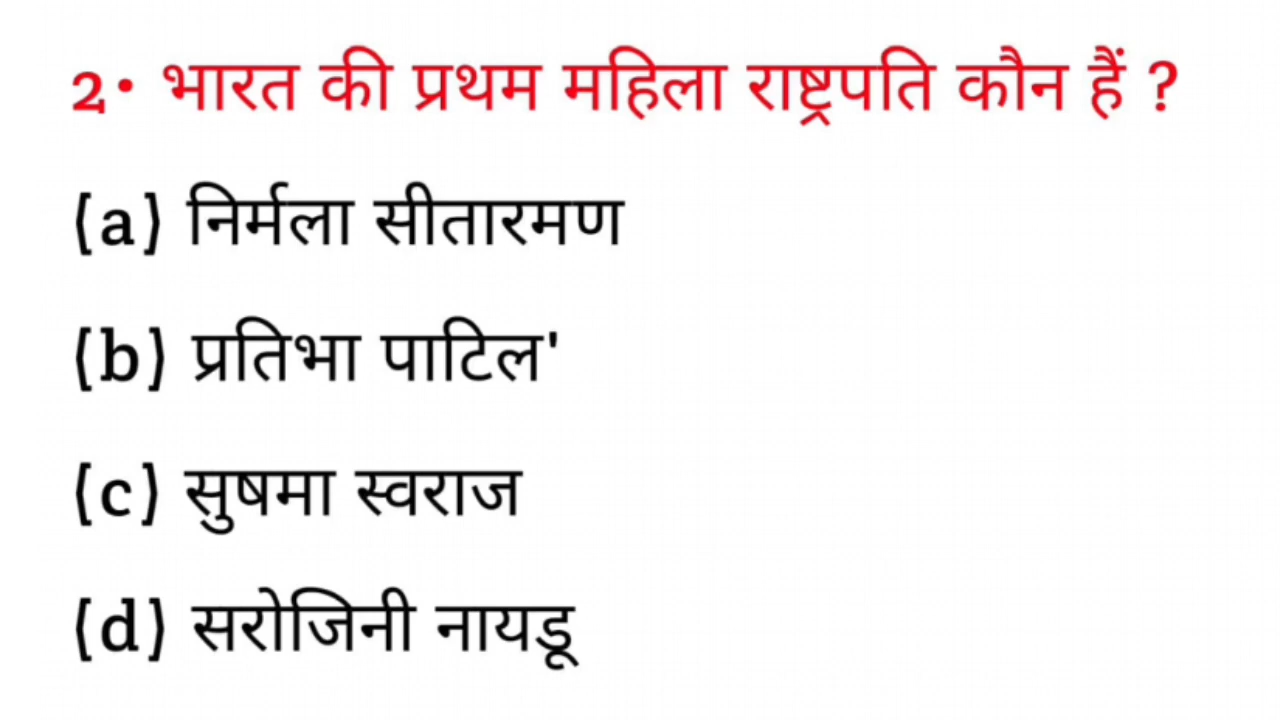 2• भारत की प्रथम महिला राष्ट्रपति कौन हैं ?
(a) निर्मला सीतारमण
(b) प्रतिभा पाटिल'
(c) सुषमा स्वराज
(d) सरोजिनी नायडू